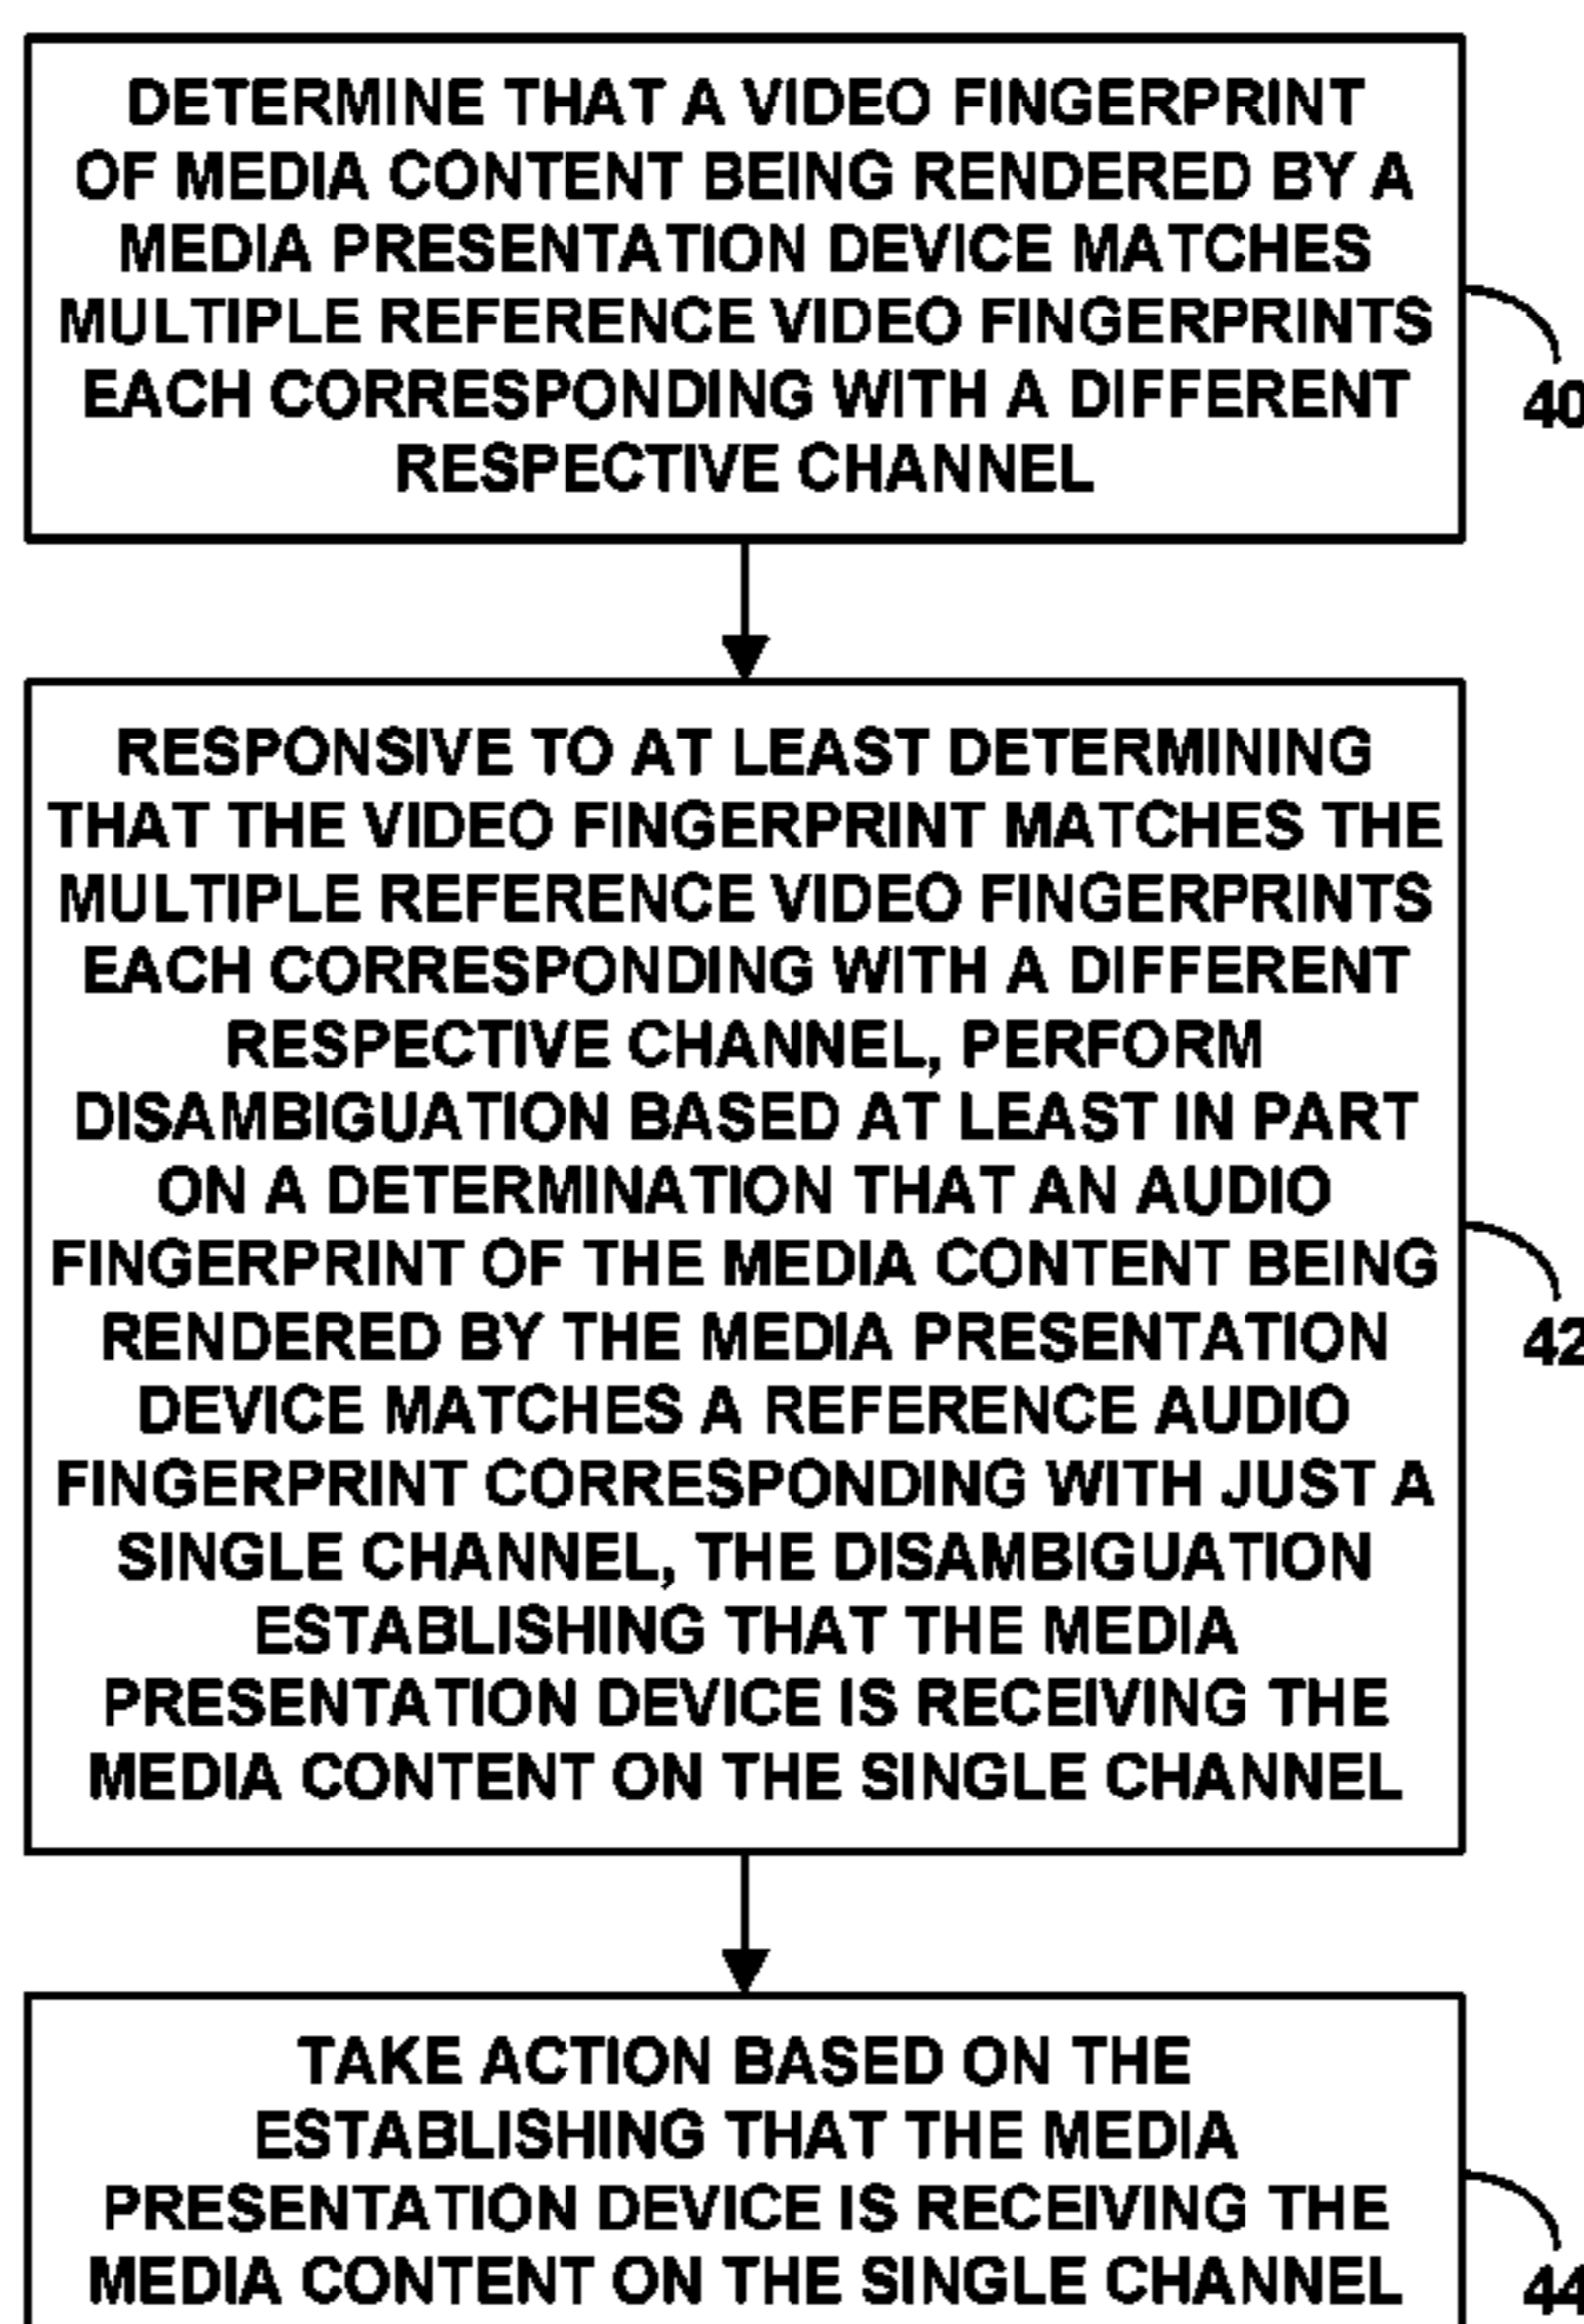 DETERMINE THAT A VIDEO FINGERPRINT
OF MEDIA CONTENT BEING RENDERED BY A
MEDIA PRESENTATION DEVICE MATCHES
MULTIPLE REFERENCE VIDEO FINGERPRINTS
EACH CORRESPONDING WITH A DIFFERENT
RESPECTIVE CHANNEL
40
RESPONSIVE TO AT LEAST DETERMINING
THAT THE VIDEO FINGERPRINT MATCHES THE
MULTIPLE REFERENCE VIDEO FINGERPRINTS
EACH CORRESPONDING WITH A DIFFERENT
RESPECTIVE CHANNEL, PERFORM
DISAMBIGUATION BASED AT LEAST IN PART
ON A DETERMINATION THAT AN AUDIO
FINGERPRINT OF THE MEDIA CONTENT BEING
RENDERED BY THE MEDIA PRESENTATION
DEVICE MATCHES A REFERENCE AUDIO
FINGERPRINT CORRESPONDING WITH JUST A
SINGLE CHANNEL, THE DISAMBIGUATION
ESTABLISHING THAT THE MEDIA
PRESENTATION DEVICE IS RECEIVING THE
MEDIA CONTENT ON THE SINGLE CHANNEL
42
TAKE ACTION BASED ON THE
ESTABLISHING THAT THE MEDIA
PRESENTATION DEVICE IS RECEIVING THE
MEDIA CONTENT ON THE SINGLE CHANNEL
44